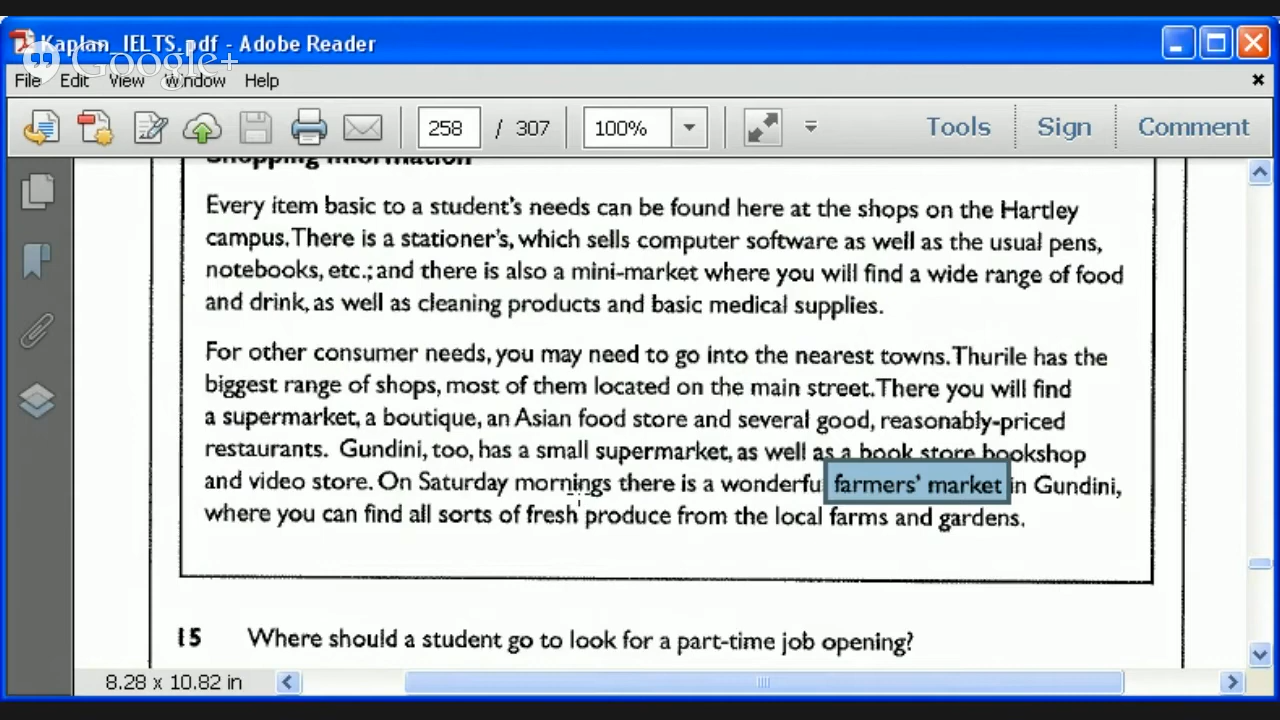 Kaplan_IELTS.pdf - Adobe Reader
Google+
File Edit View Window Help
258 / 307 100% Tools Sign Comment
Shopping Information
Every item basic to a student's needs can be found here at the shops on the Hartley
campus. There is a stationer's, which sells computer software as well as the usual pens,
notebooks, etc.; and there is also a mini-market where you will find a wide range of food
and drink, as well as cleaning products and basic medical supplies.
For other consumer needs, you may need to go into the nearest towns. Thurile has the
biggest range of shops, most of them located on the main street. There you will find
a supermarket, a boutique, an Asian food store and several good, reasonably-priced
restaurants. Gundini, too, has a small supermarket, as well as a book store bookshop
and video store. On Saturday mornings there is a wonderful farmers' market in Gundini,
where you can find all sorts of fresh produce from the local farms and gardens.
15 Where should a student go to look for a part-time job opening?
8.28 x 10.82 in